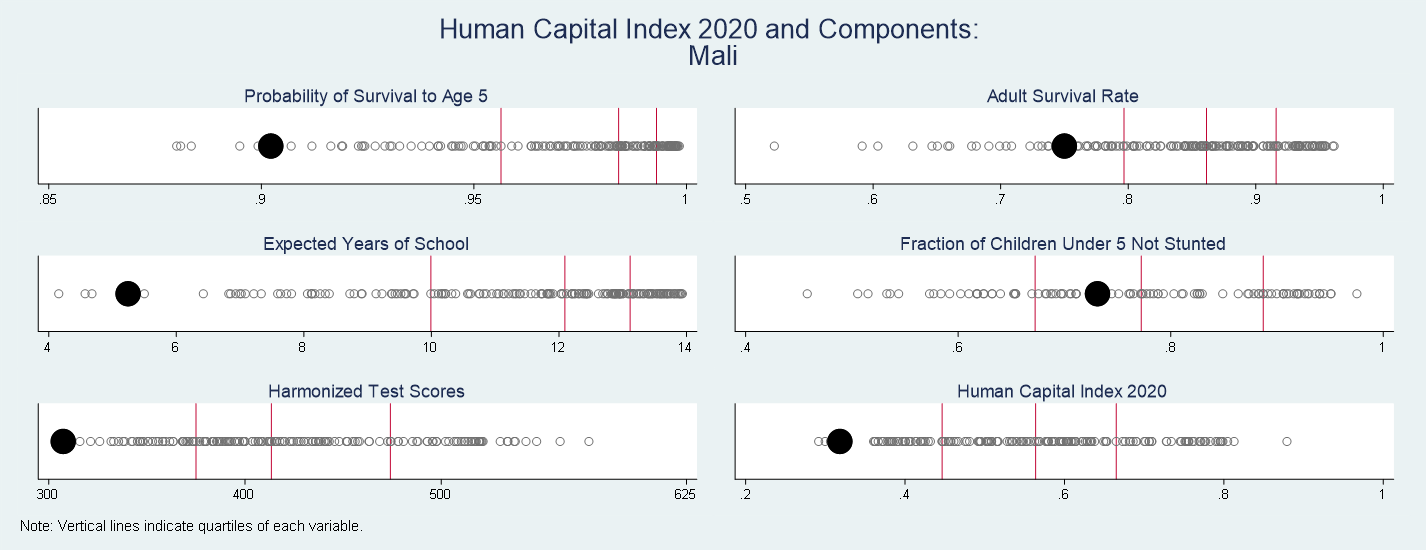 Human Capital Index 2020 and Components:
Mali
Probability of Survival to Age 5
.85 .9 .95 1
Adult Survival Rate
.5 .6 .7 .8 .9 1
Expected Years of School
4 6 8 10 12 14
Fraction of Children Under 5 Not Stunted
.4 .6 .8 1
Harmonized Test Scores
300 400 500 625
Human Capital Index 2020
.2 .4 .6 .8 1
Note: Vertical lines indicate quartiles of each variable.